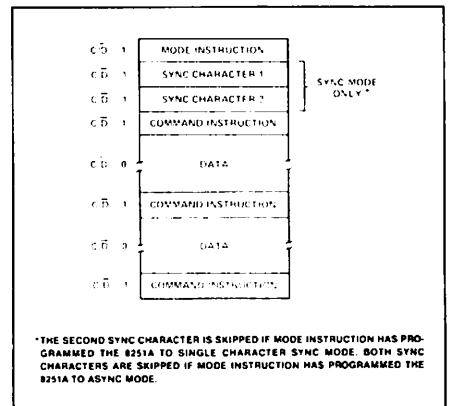 C/D̄ 1 MODE INSTRUCTION
C/D̄ 1 SYNC CHARACTER 1
SYNC MODE
ONLY*
C/D̄ 1 SYNC CHARACTER 2
C/D̄ 1 COMMAND INSTRUCTION
C/D̄ 0 DATA
C/D̄ 1 COMMAND INSTRUCTION
C/D̄ 0 DATA
C/D̄ 1 COMMAND INSTRUCTION
*THE SECOND SYNC CHARACTER IS SKIPPED IF MODE INSTRUCTION HAS PRO-
GRAMMED THE 8251A TO SINGLE CHARACTER SYNC MODE. BOTH SYNC
CHARACTERS ARE SKIPPED IF MODE INSTRUCTION HAS PROGRAMMED THE
8251A TO ASYNC MODE.